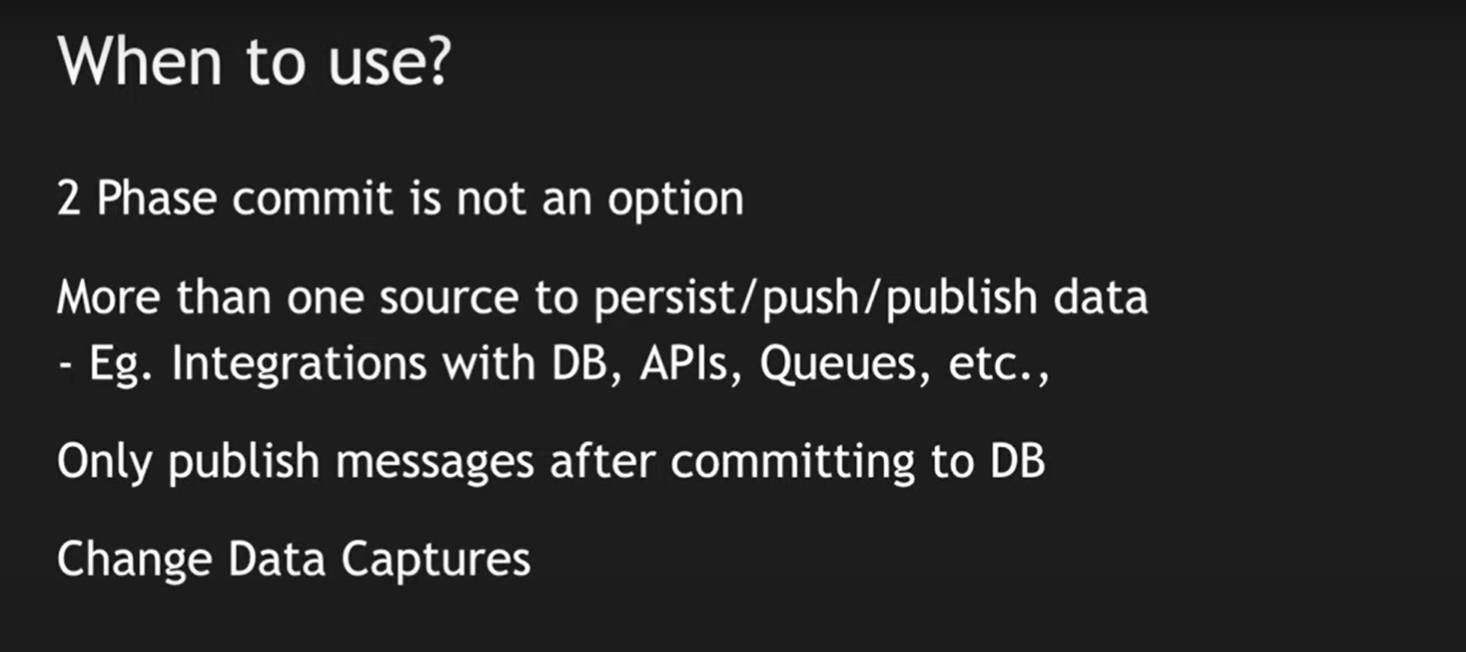 When to use?
2 Phase commit is not an option
More than one source to persist/push/publish data
- Eg. Integrations with DB, APIs, Queues, etc.,
Only publish messages after committing to DB
Change Data Captures